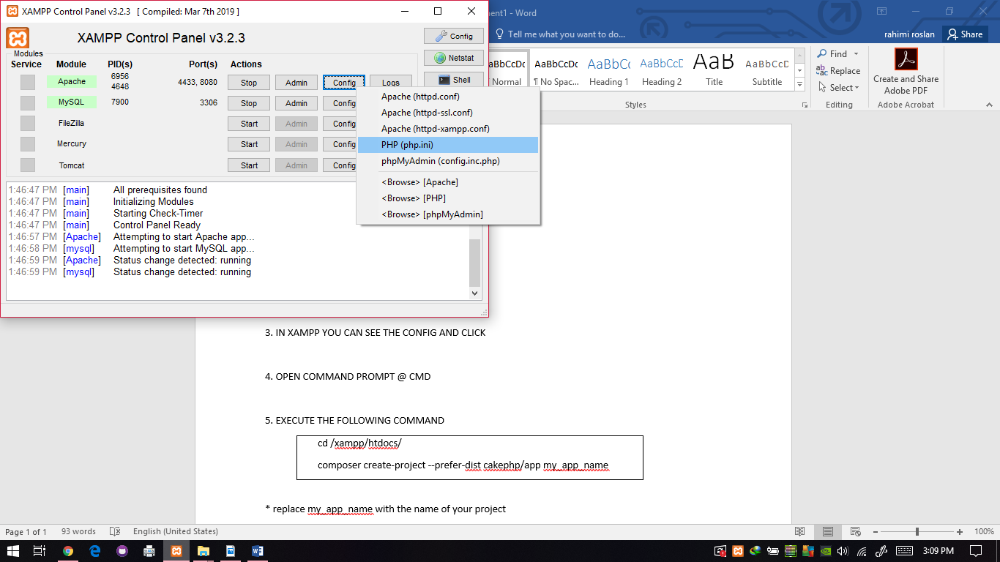 XAMPP Control Panel v3.2.3 [ Compiled: Mar 7th 2019 ]
XAMPP Control Panel v3.2.3
Config
Modules
Service Module PID(s) Port(s) Actions
Netstat
Shell
Apache 6956 4648 4433, 8080 Stop Admin Config Logs
MySQL 7900 3306 Stop Admin Config
FileZilla Start Admin Config
Mercury Start Admin Config
Tomcat Start Admin Config
Apache (httpd.conf)
Apache (httpd-ssl.conf)
Apache (httpd-xampp.conf)
PHP (php.ini)
phpMyAdmin (config.inc.php)
<Browse> [Apache]
<Browse> [PHP]
<Browse> [phpMyAdmin]
1:46:47 PM [main] All prerequisites found
1:46:47 PM [main] Initializing Modules
1:46:47 PM [main] Starting Check-Timer
1:46:47 PM [main] Control Panel Ready
1:46:57 PM [Apache] Attempting to start Apache app...
1:46:58 PM [mysql] Attempting to start MySQL app...
1:46:59 PM [Apache] Status change detected: running
1:46:59 PM [mysql] Status change detected: running
ment1 - Word
Tell me what you want to do...
rahimi roslan Share
AaBbCcDc AaBbCcDc AaBbCc AaBbCcD AaB AaBbCcD
Normal ¶ No Spac... Heading 1 Heading 2 Title Subtitle
Styles
Find
Replace
Select
Editing
Create and Share
Adobe PDF
Adobe Acrobat
3. IN XAMPP YOU CAN SEE THE CONFIG AND CLICK
4. OPEN COMMAND PROMPT @ CMD
5. EXECUTE THE FOLLOWING COMMAND
cd /xampp/htdocs/
composer create-project --prefer-dist cakephp/app my_app_name
* replace my_app_name with the name of your project
Page 1 of 1 93 words English (United States) 100%
3:09 PM